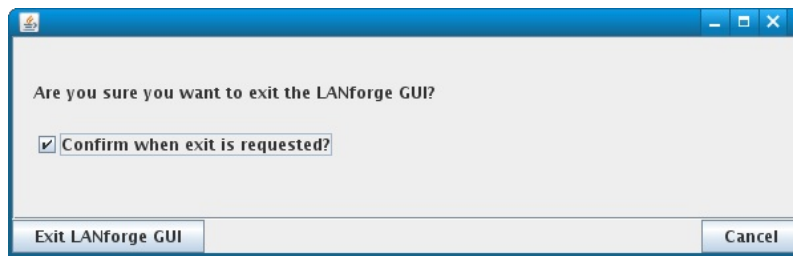 Are you sure you want to exit the LANforge GUI?
Confirm when exit is requested?
Exit LANforge GUI Cancel